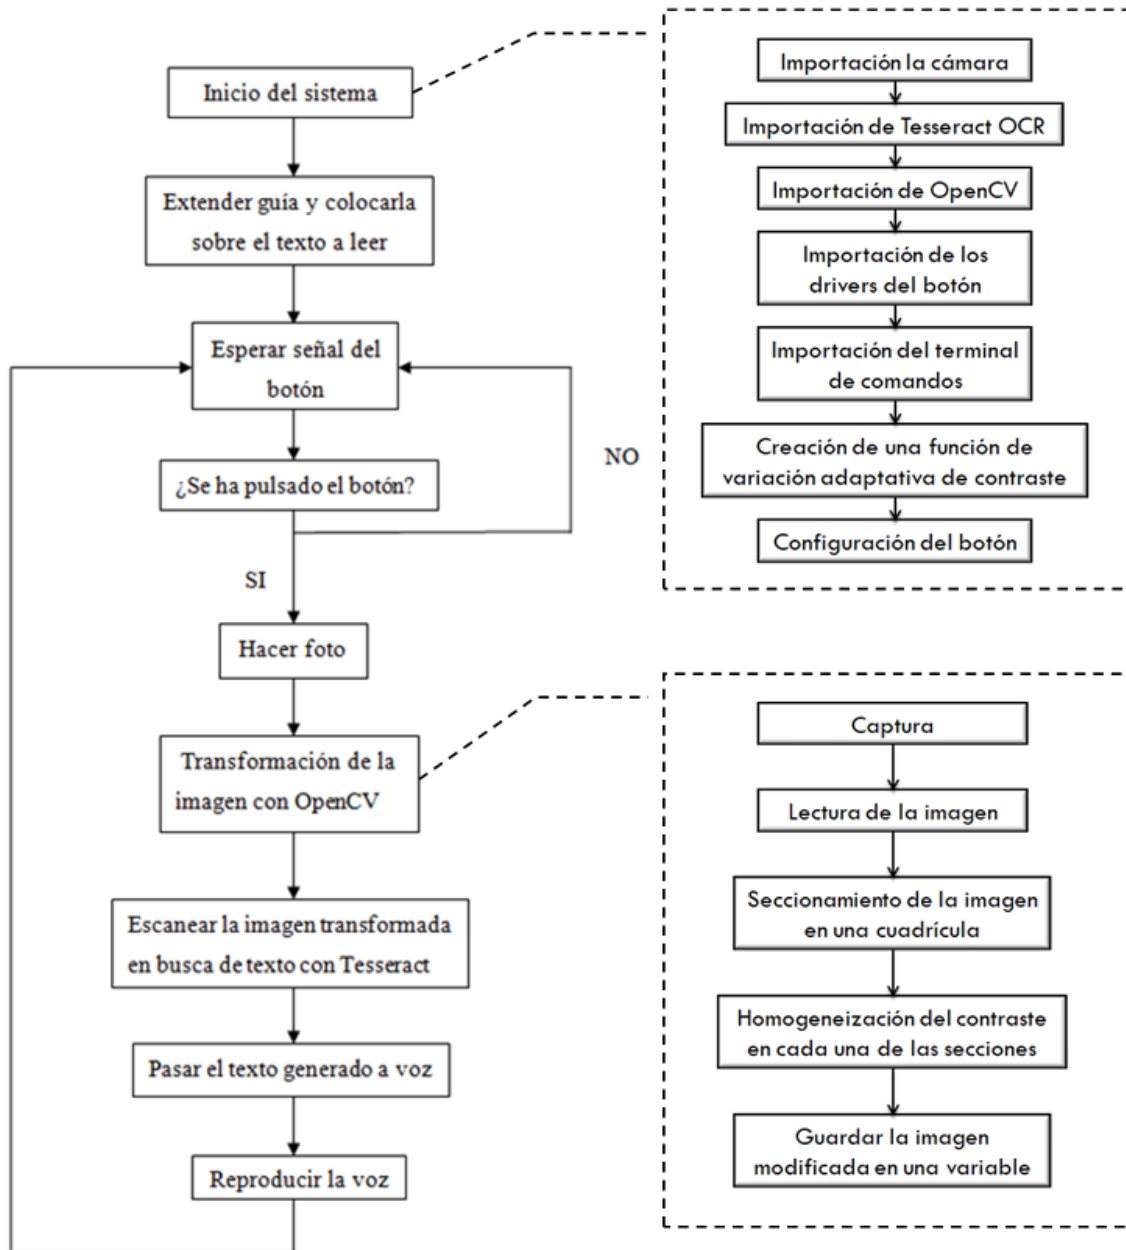 Inicio del sistema
Extender guía y colocarla
sobre el texto a leer
Esperar señal del
botón
¿Se ha pulsado el botón?
NO
SI
Hacer foto
Transformación de la
imagen con OpenCV
Escanear la imagen transformada
en busca de texto con Tesseract
Pasar el texto generado a voz
Reproducir la voz
Importación la cámara
Importación de Tesseract OCR
Importación de OpenCV
Importación de los
drivers del botón
Importación del terminal
de comandos
Creación de una función de
variación adaptativa de contraste
Configuración del botón
Captura
Lectura de la imagen
Seccionamiento de la imagen
en una cuadrícula
Homogeneización del contraste
en cada una de las secciones
Guardar la imagen
modificada en una variable